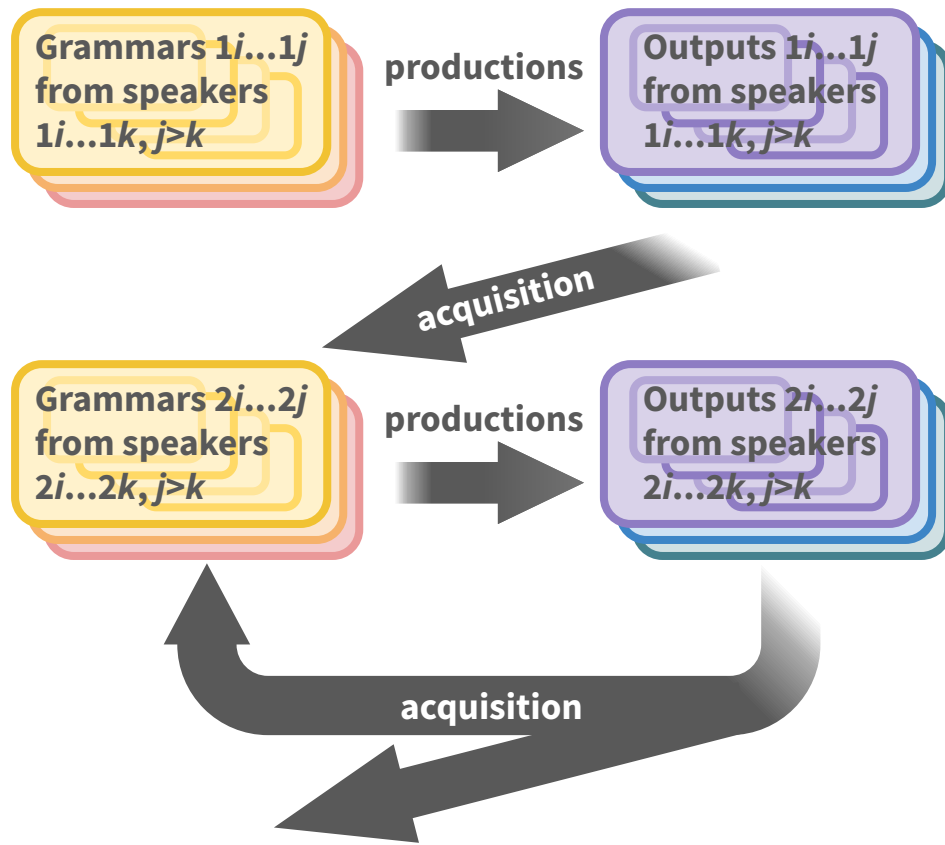 Grammars 1i...1j
from speakers
1i...1k, j>k
productions
Outputs 1i...1j
from speakers
1i...1k, j>k
acquisition
Grammars 2i...2j
from speakers
2i...2k, j>k
productions
Outputs 2i...2j
from speakers
2i...2k, j>k
acquisition